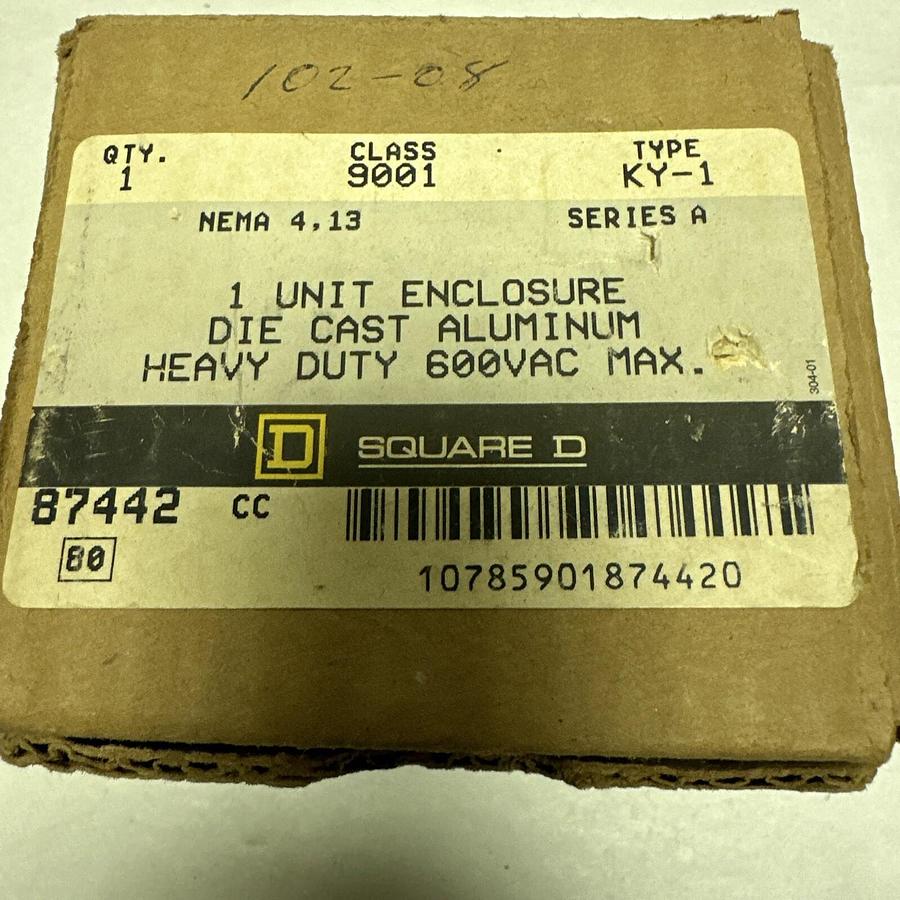 102-08
QTY. CLASS TYPE
1 9001 KY-1
NEMA 4,13 SERIES A
1 UNIT ENCLOSURE
DIE CAST ALUMINUM
HEAVY DUTY 600VAC MAX.
304-01
D SQUARE D
87442 CC
80
10785901874420